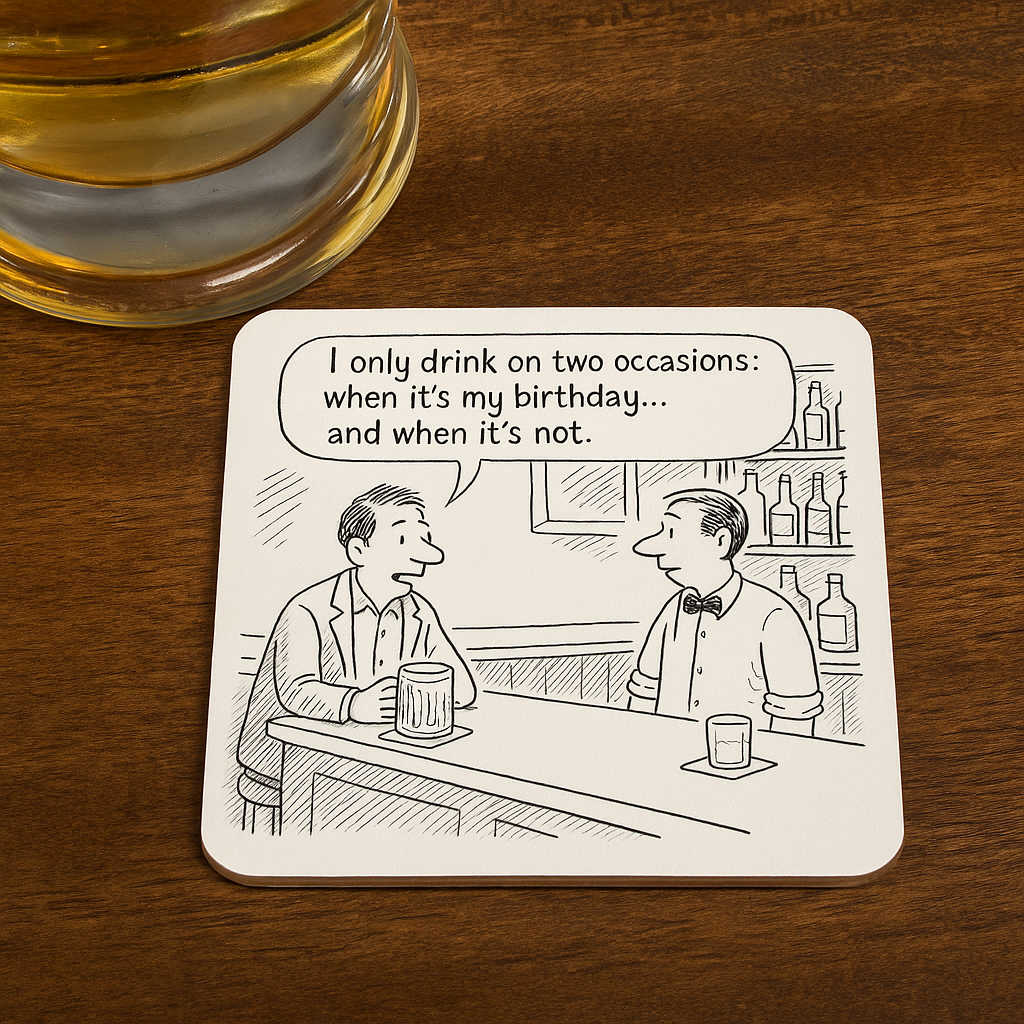 I only drink on two occasions:
when it's my birthday...
and when it's not.